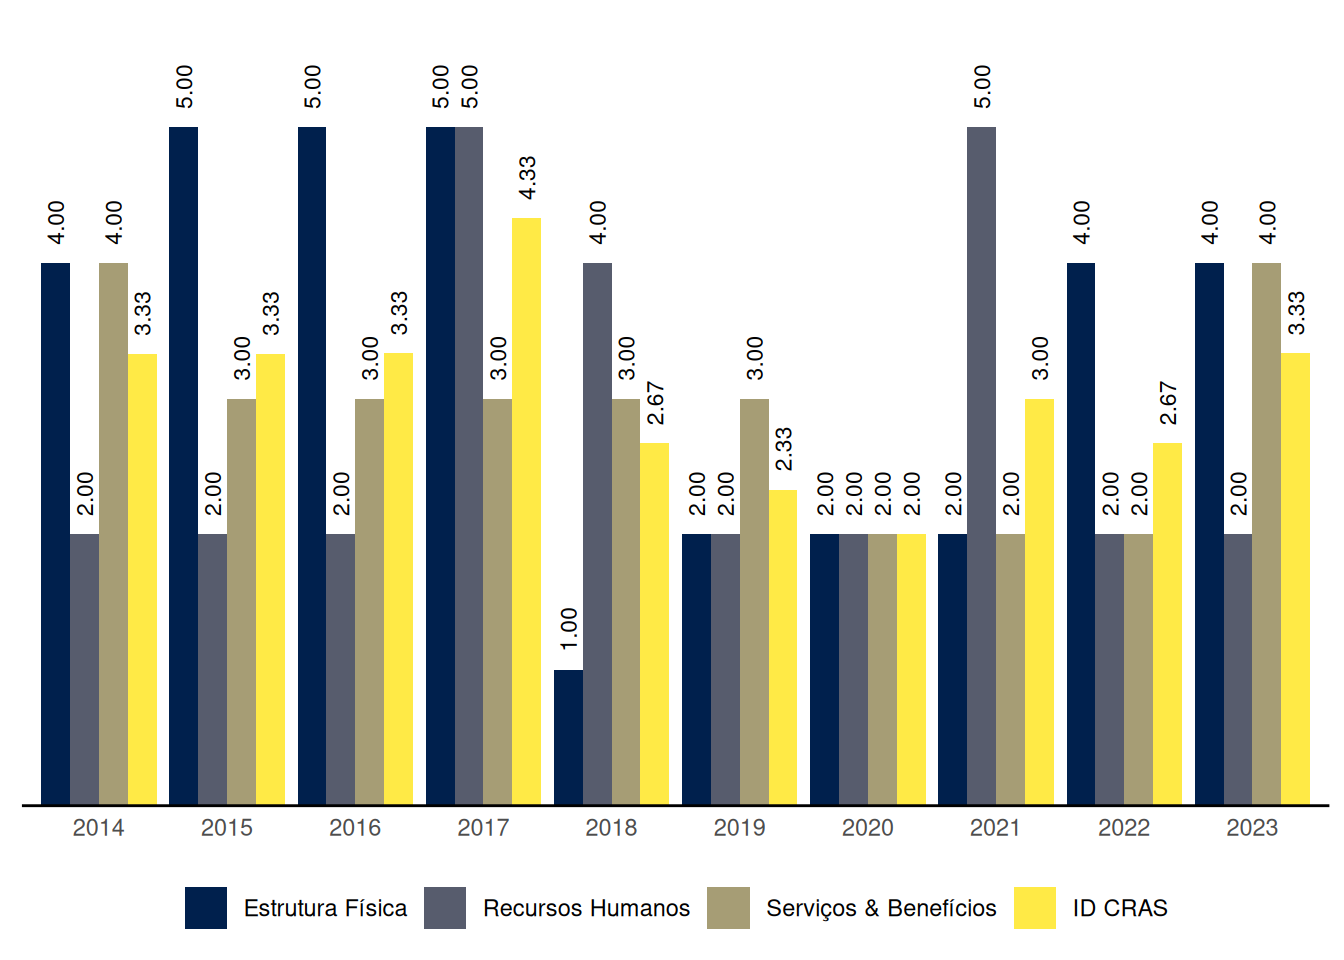 4.00 2.00 4.00 3.33
5.00 2.00 3.00 3.33
5.00 2.00 3.00 3.33
5.00 5.00 3.00 4.33
1.00 4.00 3.00 2.67
2.00 2.00 3.00 2.33
2.00 2.00 2.00 2.00
2.00 5.00 2.00 3.00
4.00 2.00 2.00 2.67
4.00 2.00 4.00 3.33
2014 2015 2016 2017 2018 2019 2020 2021 2022 2023
Estrutura Física Recursos Humanos Serviços & Benefícios ID CRAS